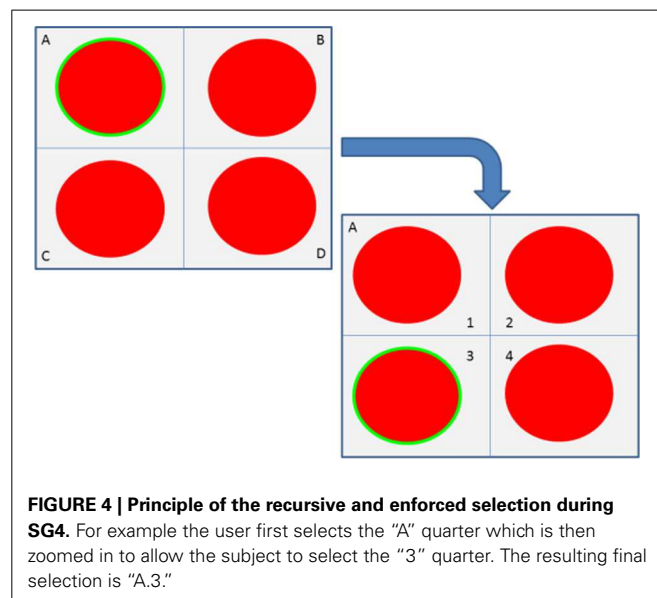 A
B
C
D
A
1
2
3
4
FIGURE 4 | Principle of the recursive and enforced selection during
SG4. For example the user first selects the “A” quarter which is then
zoomed in to allow the subject to select the “3” quarter. The resulting final
selection is “A.3.”